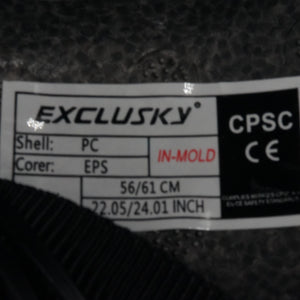 EXCLUSKY®
CPSC
CE
Shell: PC
IN-MOLD
Corer: EPS
56/61 CM
22.05/24.01 INCH